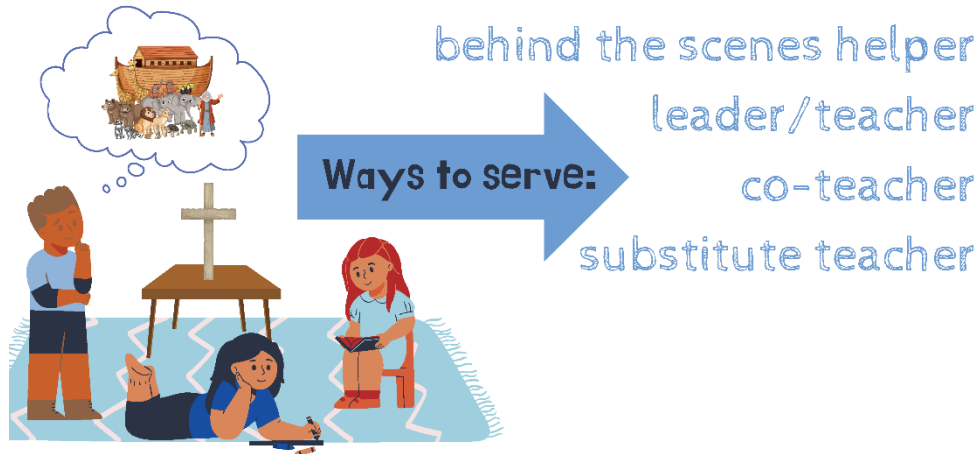 behind the scenes helper
leader/teacher
Ways to serve:
co-teacher
substitute teacher